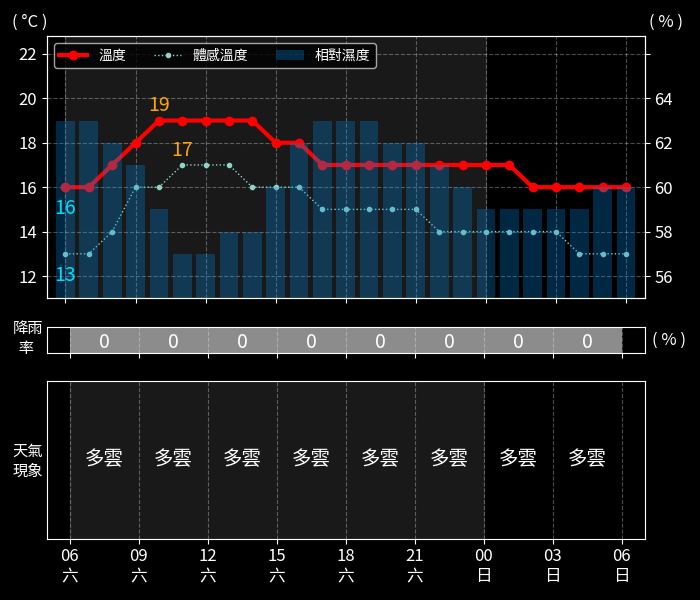 ( °C )
( % )
溫度 體感溫度 相對濕度
22
20 64
18 62
16 60
14 58
12 56
19
17
16
13
降雨
率
0 0 0 0 0 0 0 0
( % )
天氣
現象
多雲 多雲 多雲 多雲 多雲 多雲 多雲 多雲
06 09 12 15 18 21 00 03 06
六 六 六 六 六 六 日 日 日